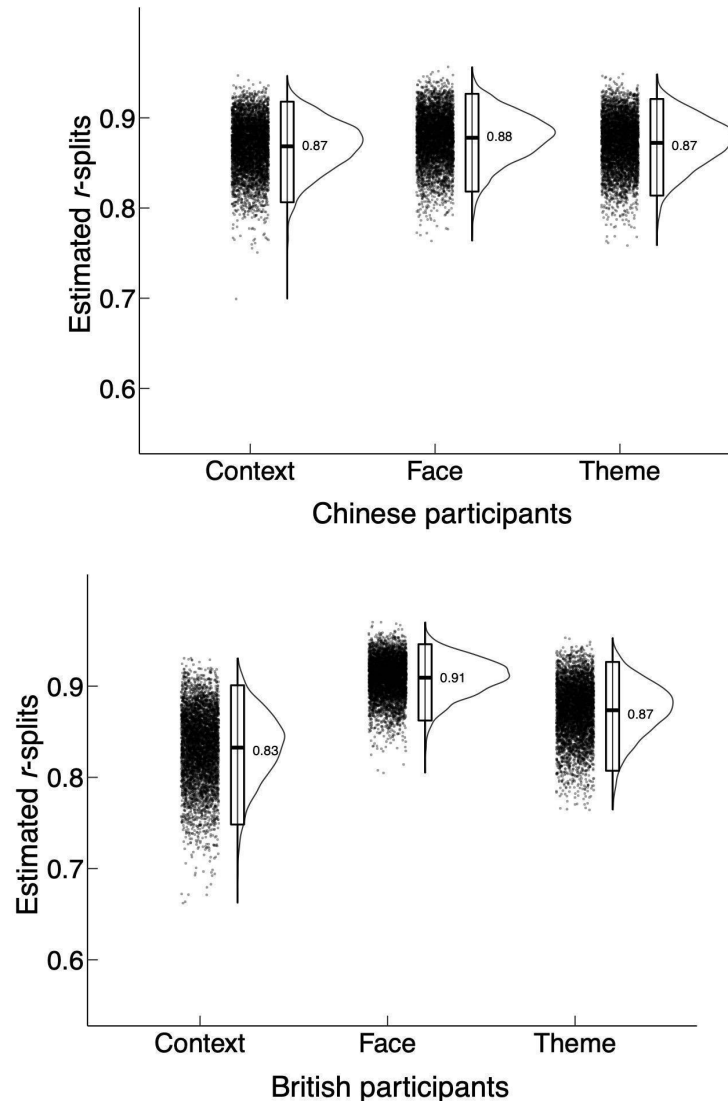 Estimated r-splits
0.9
0.8
0.7
0.6
0.87
0.88
0.87
Context Face Theme
Chinese participants
Estimated r-splits
0.9
0.8
0.7
0.6
0.83
0.91
0.87
Context Face Theme
British participants